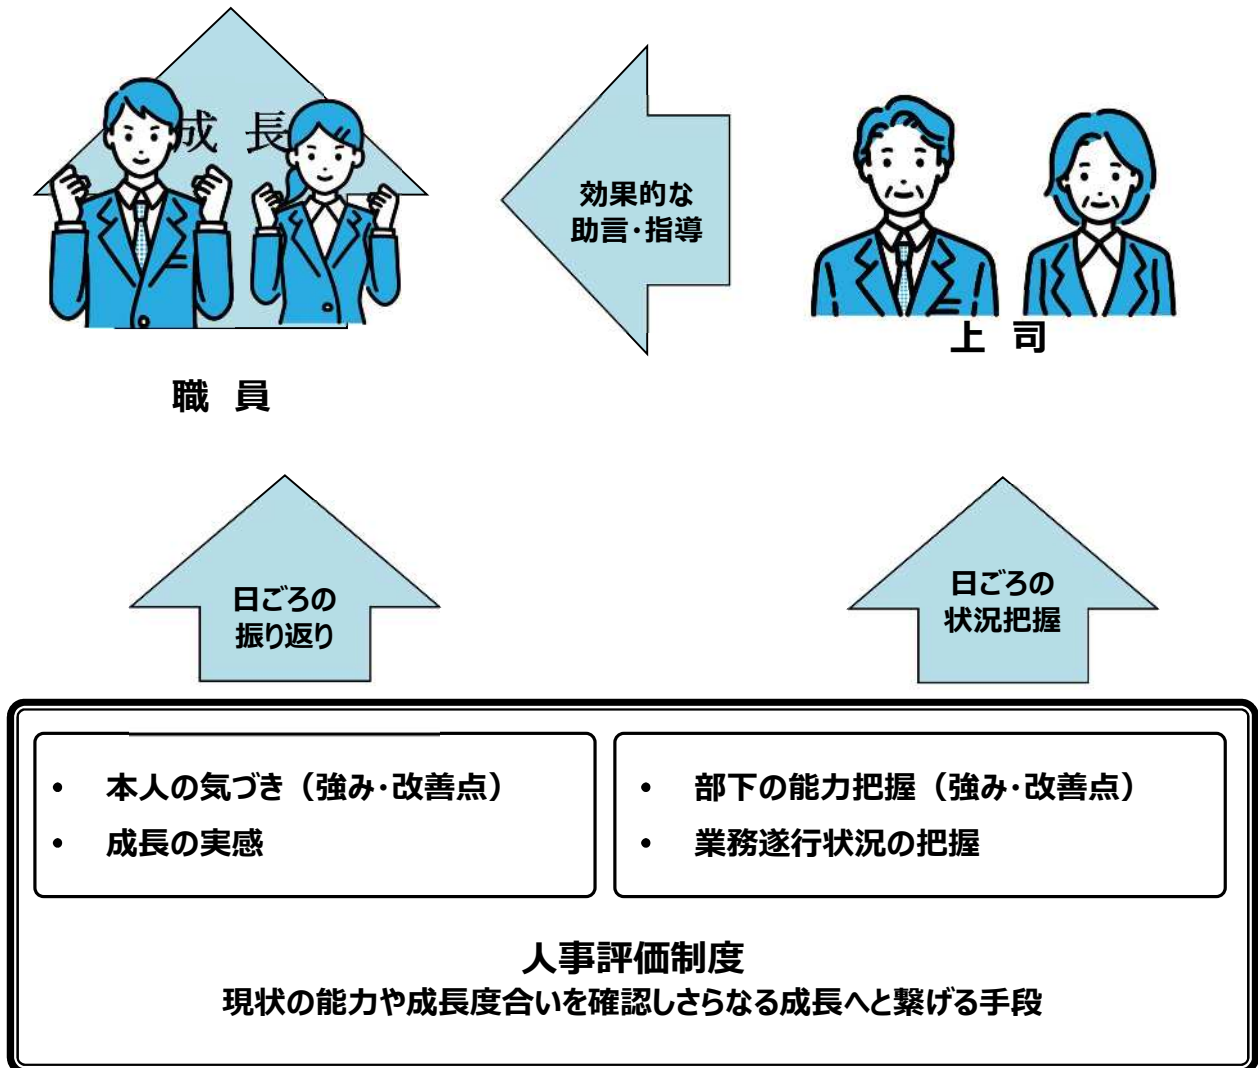 成長
効果的な
助言・指導
上 司
職 員
日ごろの
振り返り
日ごろの
状況把握
• 本人の気づき（強み・改善点）
• 成長の実感
• 部下の能力把握（強み・改善点）
• 業務遂行状況の把握
人事評価制度
現状の能力や成長度合いを確認しさらなる成長へと繋げる手段